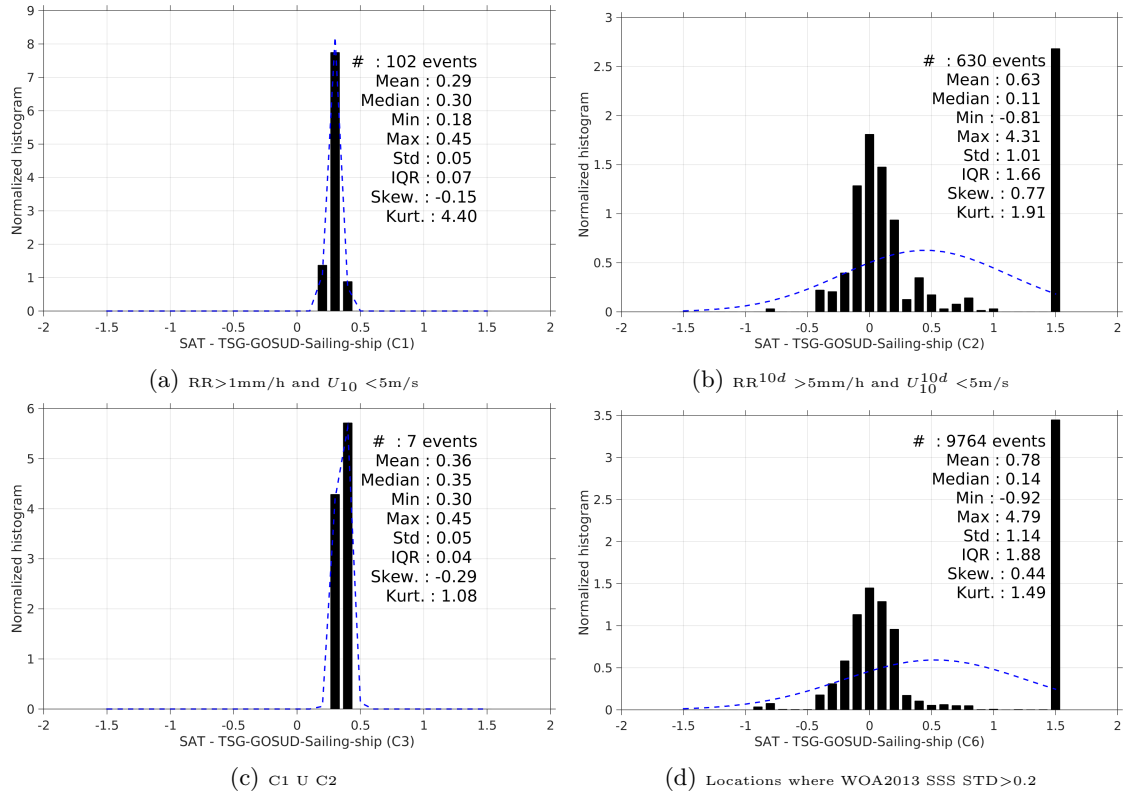 9
8
7
6
5
4
3
2
1
0
Normalized histogram
# : 102 events
Mean : 0.29
Median : 0.30
Min : 0.18
Max : 0.45
Std : 0.05
IQR : 0.07
Skew. : -0.15
Kurt. : 4.40
-2 -1.5 -1 -0.5 0 0.5 1 1.5 2
SAT - TSG-GOSUD-Sailing-ship (C1)
(a) RR>1mm/h and U10 <5m/s
3
2.5
2
1.5
1
0.5
0
Normalized histogram
# : 630 events
Mean : 0.63
Median : 0.11
Min : -0.81
Max : 4.31
Std : 1.01
IQR : 1.66
Skew. : 0.77
Kurt. : 1.91
-2 -1.5 -1 -0.5 0 0.5 1 1.5 2
SAT - TSG-GOSUD-Sailing-ship (C2)
(b) RR^10d >5mm/h and U_10^10d <5m/s
6
5
4
3
2
1
0
Normalized histogram
# : 7 events
Mean : 0.36
Median : 0.35
Min : 0.30
Max : 0.45
Std : 0.05
IQR : 0.04
Skew. : -0.29
Kurt. : 1.08
-2 -1.5 -1 -0.5 0 0.5 1 1.5 2
SAT - TSG-GOSUD-Sailing-ship (C3)
(c) C1 U C2
3.5
3
2.5
2
1.5
1
0.5
0
Normalized histogram
# : 9764 events
Mean : 0.78
Median : 0.14
Min : -0.92
Max : 4.79
Std : 1.14
IQR : 1.88
Skew. : 0.44
Kurt. : 1.49
-2 -1.5 -1 -0.5 0 0.5 1 1.5 2
SAT - TSG-GOSUD-Sailing-ship (C6)
(d) Locations where WOA2013 SSS STD>0.2